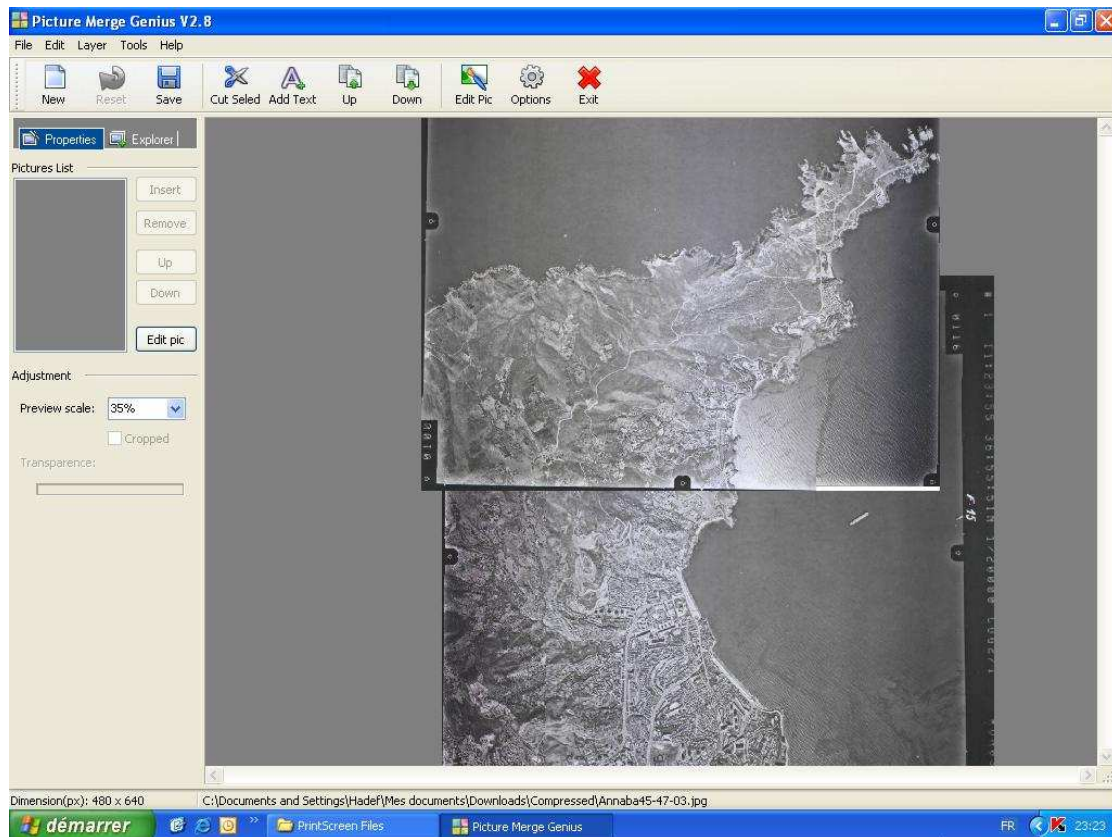 Picture Merge Genius V2.8
File Edit Layer Tools Help
New Reset Save Cut Seled Add Text Up Down Edit Pic Options Exit
Properties Explorer
Pictures List
Insert
Remove
Up
Down
Edit pic
Adjustment
Preview scale: 35%
Cropped
Transparence:
Dimension(px): 480 x 640 C:\Documents and Settings\Hadef\Mes documents\Downloads\Compressed\Annaba45-47-03.jpg
démarrer PrintScreen Files Picture Merge Genius FR 23:23